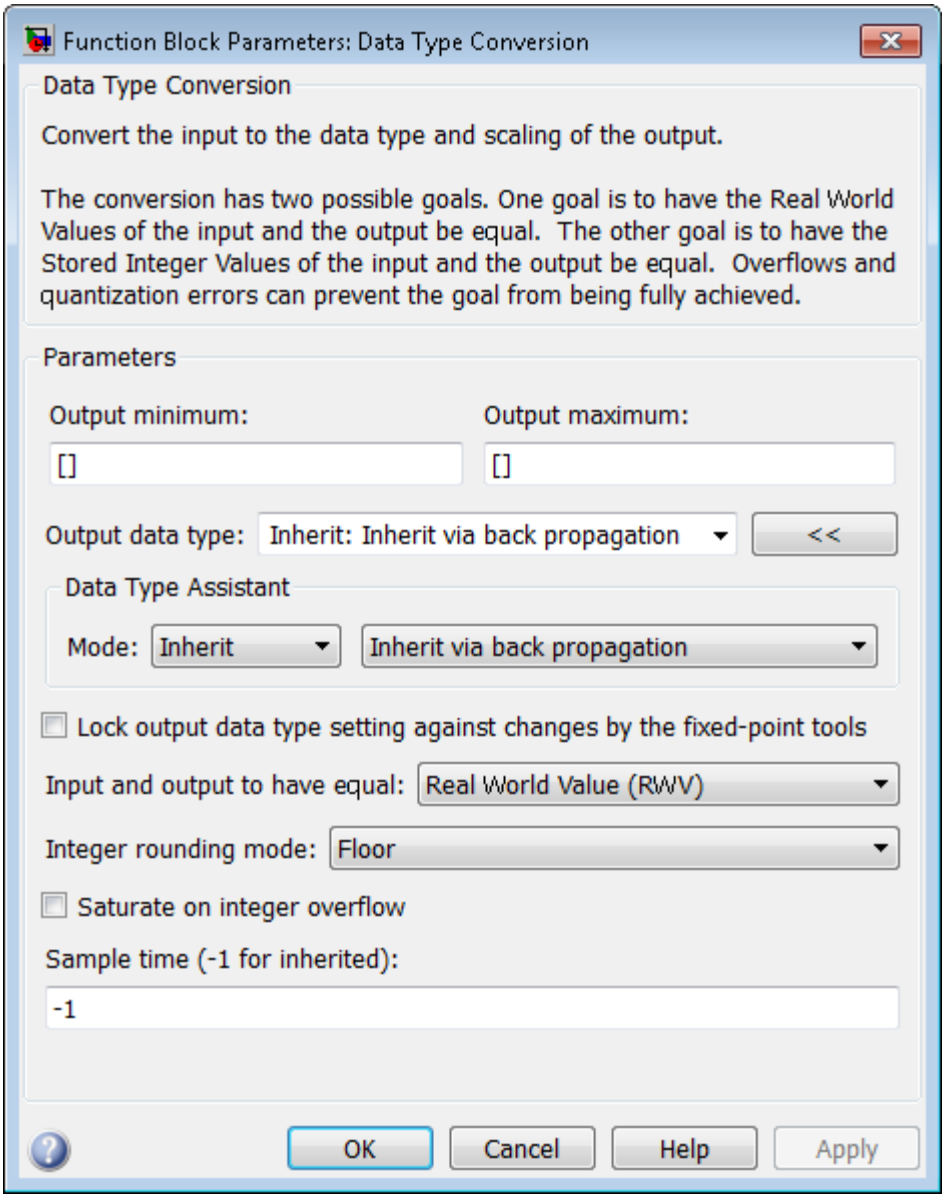 Function Block Parameters: Data Type Conversion
Data Type Conversion
Convert the input to the data type and scaling of the output.
The conversion has two possible goals. One goal is to have the Real World
Values of the input and the output be equal.  The other goal is to have the
Stored Integer Values of the input and the output be equal.  Overflows and
quantization errors can prevent the goal from being fully achieved.
Parameters
Output minimum: Output maximum:
[] []
Output data type: Inherit: Inherit via back propagation <<
Data Type Assistant
Mode: Inherit Inherit via back propagation
Lock output data type setting against changes by the fixed-point tools
Input and output to have equal: Real World Value (RWV)
Integer rounding mode: Floor
Saturate on integer overflow
Sample time (-1 for inherited):
-1
? OK Cancel Help Apply